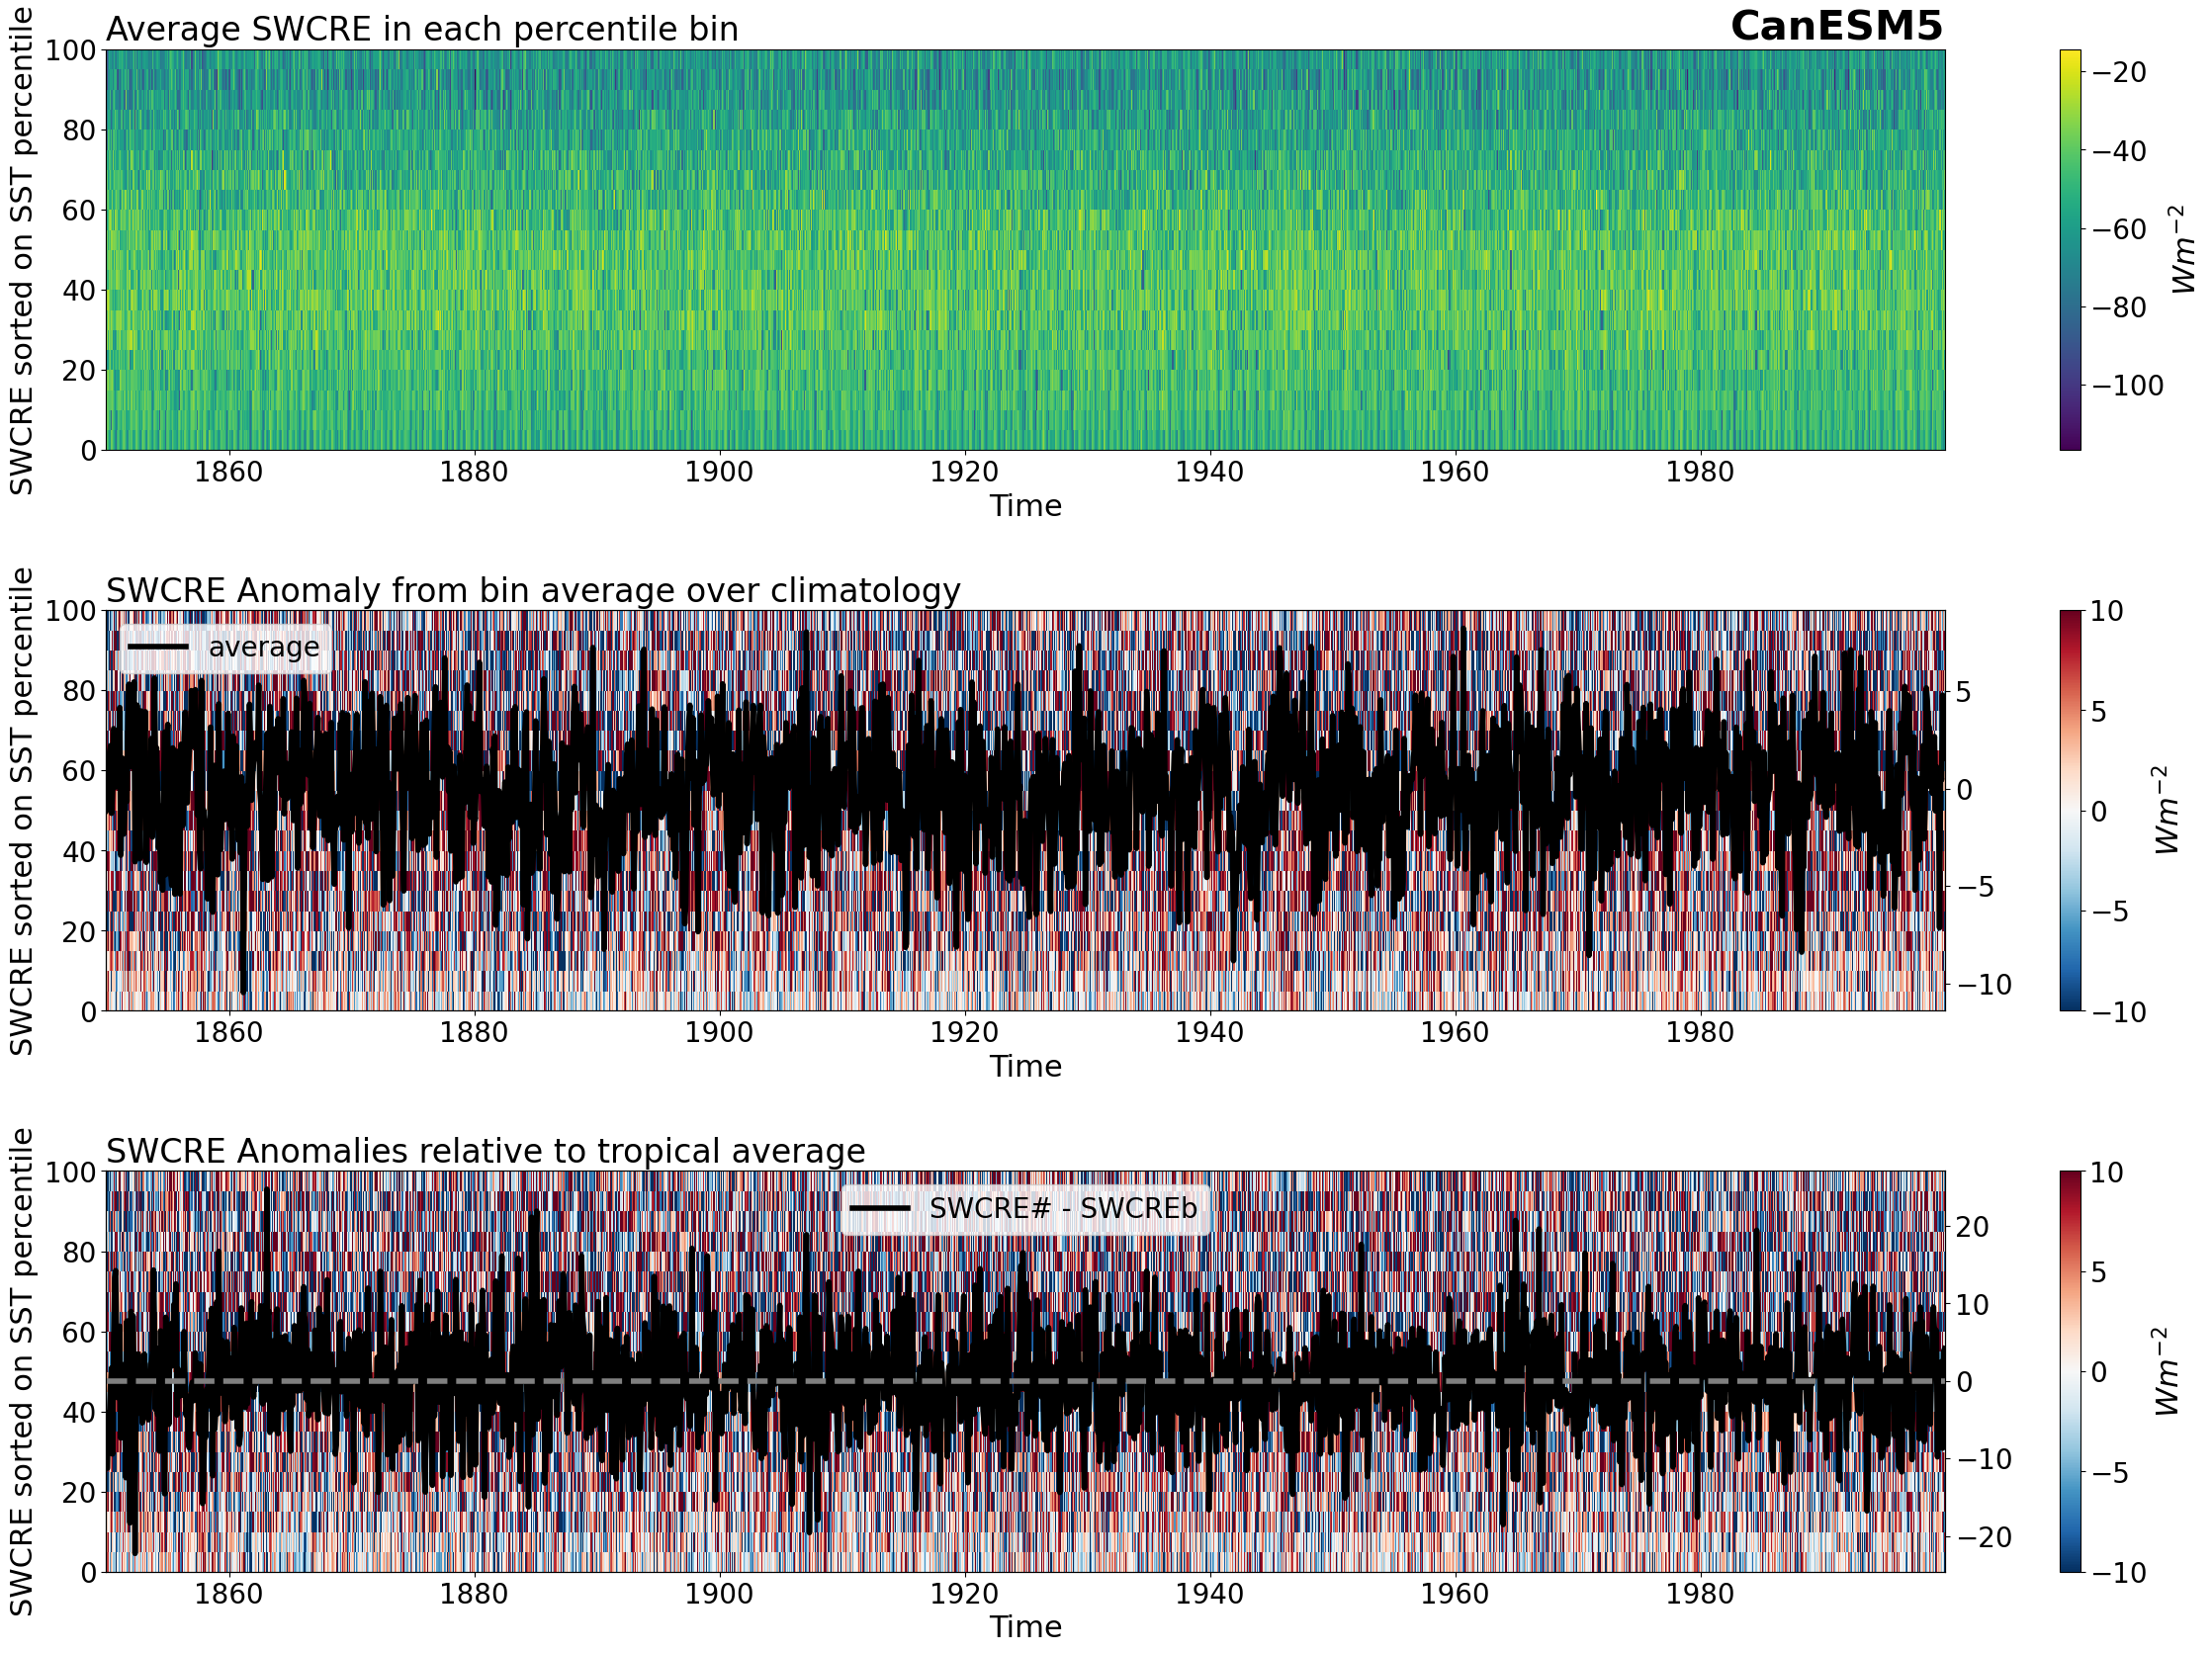 Average SWCRE in each percentile bin
CanESM5
SWCRE sorted on SST percentile
100
80
60
40
20
0
1860 1880 1900 1920 1940 1960 1980
Time
−20
−40
−60
−80
−100
Wm⁻²
SWCRE Anomaly from bin average over climatology
SWCRE sorted on SST percentile
100
80
60
40
20
0
average
5
0
−5
−10
1860 1880 1900 1920 1940 1960 1980
Time
10
5
0
−5
−10
Wm⁻²
SWCRE Anomalies relative to tropical average
SWCRE sorted on SST percentile
100
80
60
40
20
0
SWCRE# - SWCREb
20
10
0
−10
−20
1860 1880 1900 1920 1940 1960 1980
Time
10
5
0
−5
−10
Wm⁻²